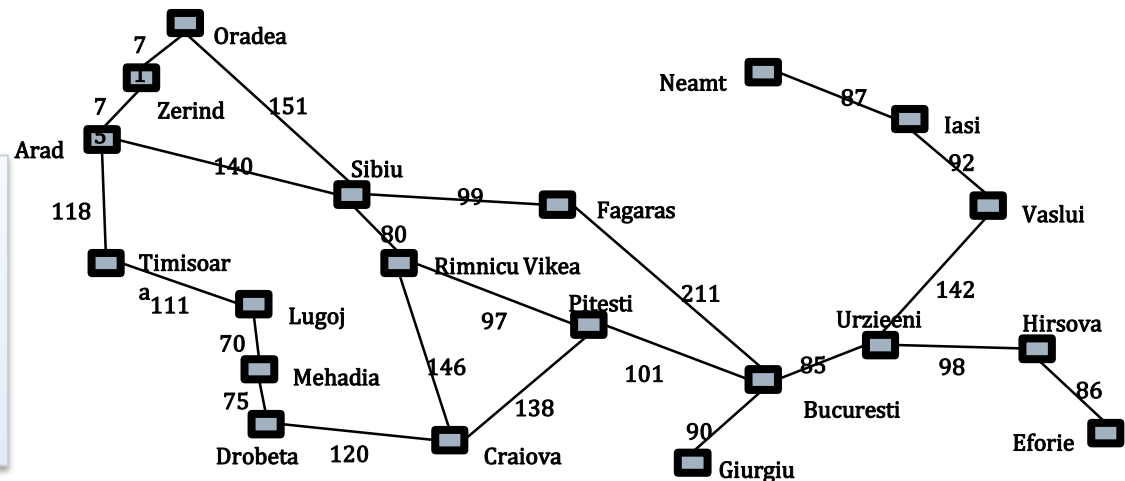 Oradea
7
1
Zerind
7
5
Arad
151
140
Sibiu
99
Fagaras
118
80
Timisoar
a
111
Rimnicu Vikea
Lugoj
97
Pitesti
211
70
Mehadia
146
101
75
138
Drobeta
120
Craiova
Neamt
87
Iasi
92
Vaslui
142
Urzieeni
Hirsova
85
98
86
Bucuresti
90
Giurgiu
Eforie